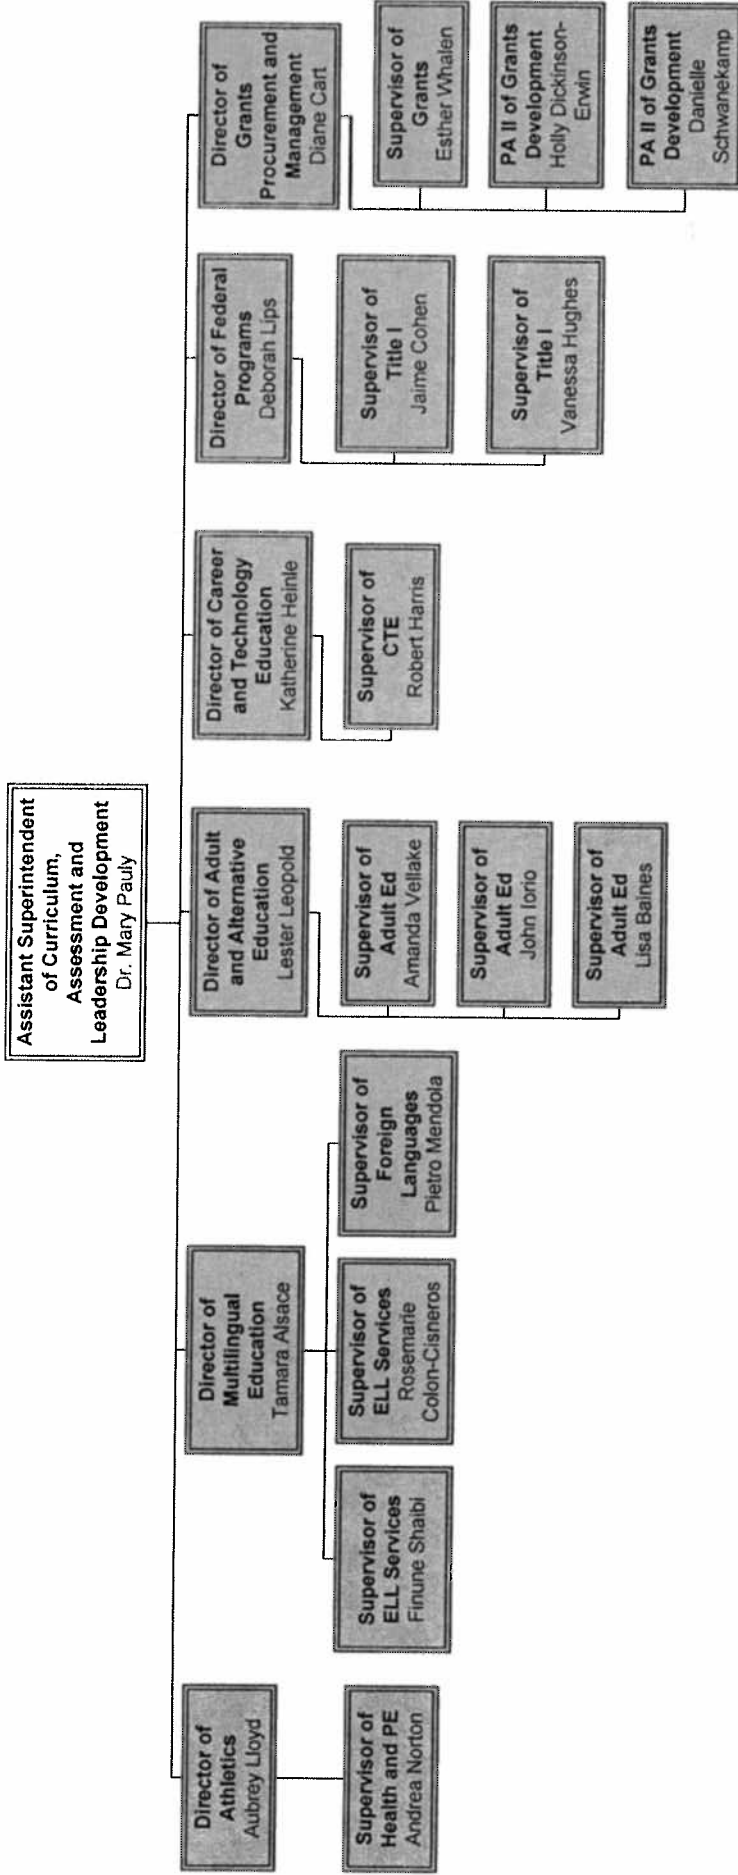 Assistant Superintendent
of Curriculum,
Assessment and
Leadership Development
Dr. Mary Pauly
Director of
Athletics
Aubrey Lloyd
Supervisor of
Health and PE
Andrea Norton
Director of
Multilingual
Education
Tamara Alsace
Supervisor of
ELL Services
Finune Shaibi
Supervisor of
ELL Services
Rosemarie
Colon-Cisneros
Supervisor of
Foreign
Languages
Pietro Mendola
Director of Adult
and Alternative
Education
Lester Leopold
Supervisor of
Adult Ed
Amanda Vellake
Supervisor of
Adult Ed
John Iorio
Supervisor of
Adult Ed
Lisa Baines
Director of Career
and Technology
Education
Katherine Heinle
Supervisor of
CTE
Robert Harris
Director of Federal
Programs
Deborah Lips
Supervisor of
Title I
Jaime Cohen
Supervisor of
Title I
Vanessa Hughes
Director of
Grants
Procurement and
Management
Diane Cart
Supervisor of
Grants
Esther Whalen
PA II of Grants
Development
Holly Dickinson-
Erwin
PA II of Grants
Development
Danielle
Schwanekamp